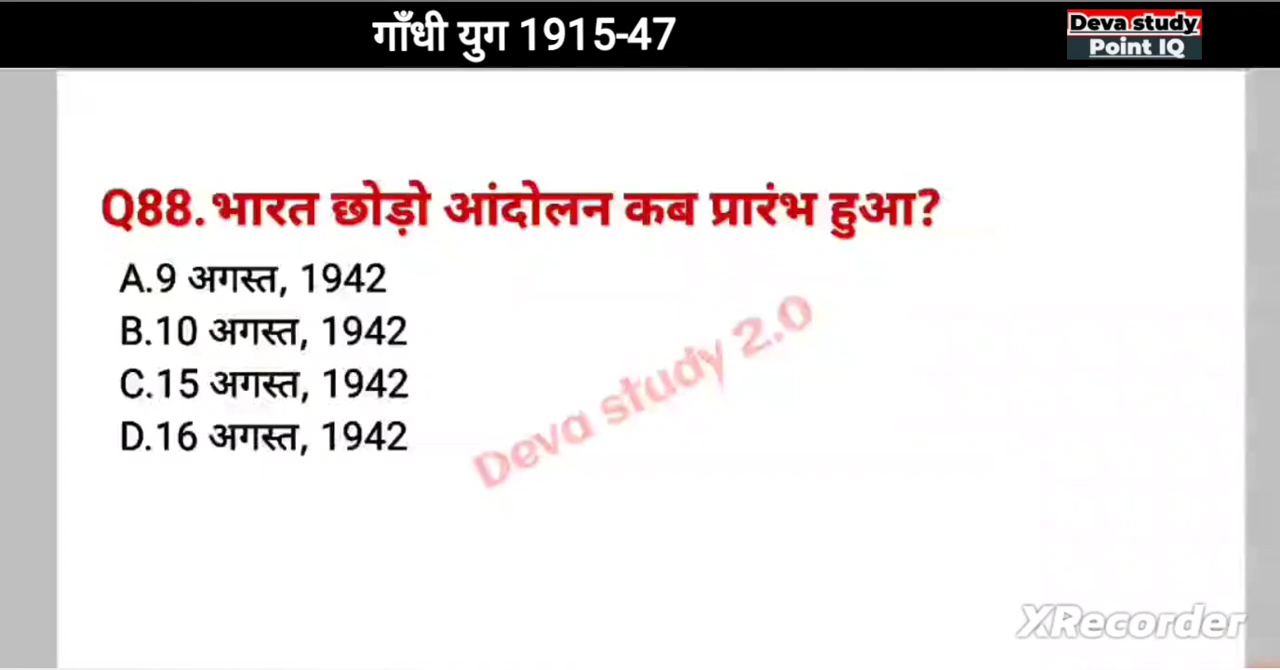 गाँधी युग 1915-47
Deva study
Point IQ
Q88.भारत छोड़ो आंदोलन कब प्रारंभ हुआ?
A.9 अगस्त, 1942
B.10 अगस्त, 1942
C.15 अगस्त, 1942
D.16 अगस्त, 1942
Deva study 2.0
XRecorder